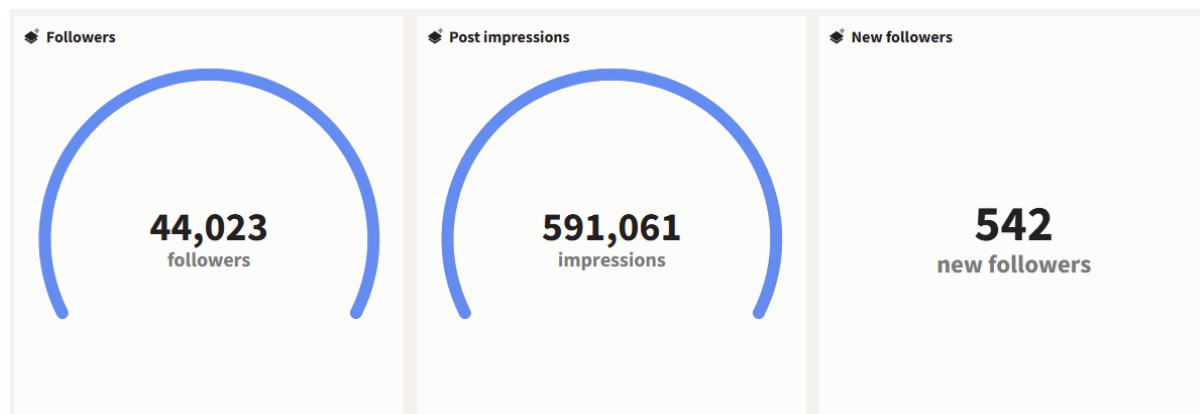 Followers
44,023
followers
Post impressions
591,061
impressions
New followers
542
new followers